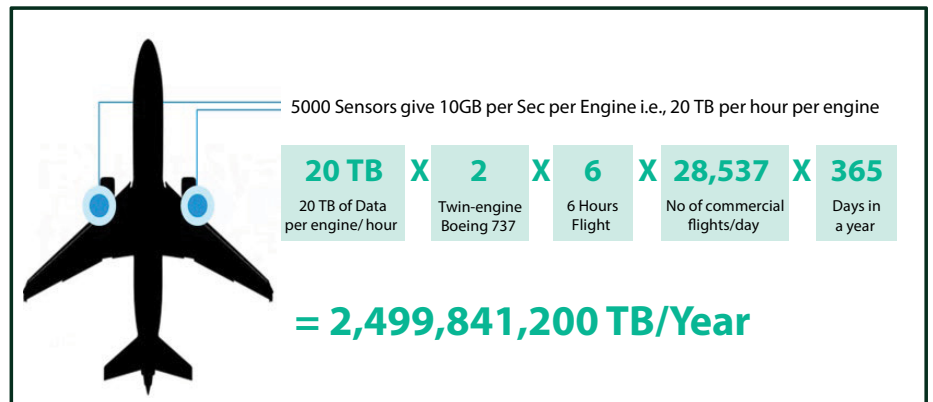 5000 Sensors give 10GB per Sec per Engine i.e., 20 TB per hour per engine
20 TB X 2 X 6 X 28,537 X 365
20 TB of Data
per engine/ hour
Twin-engine
Boeing 737
6 Hours
Flight
No of commercial
flights/day
Days in
a year
= 2,499,841,200 TB/Year